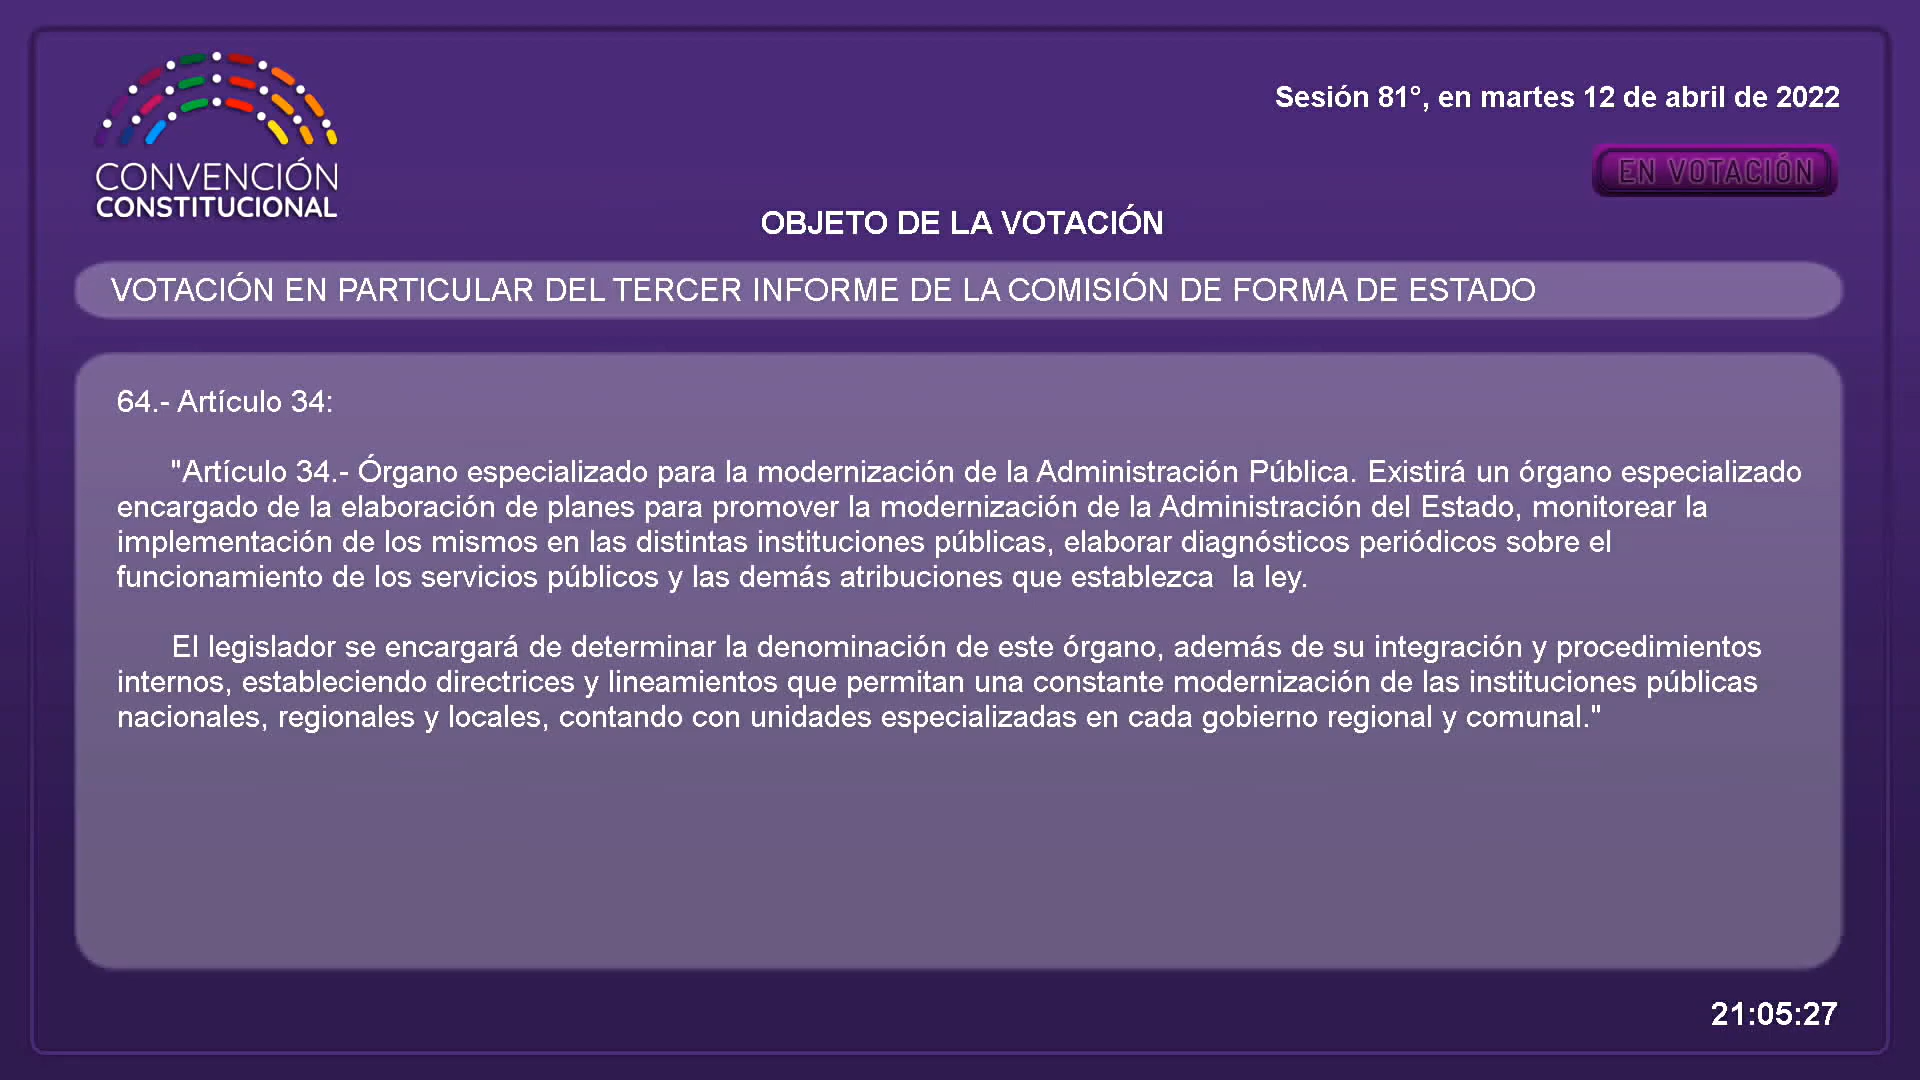 CONVENCIÓN
CONSTITUCIONAL
Sesión 81°, en martes 12 de abril de 2022
EN VOTACIÓN
OBJETO DE LA VOTACIÓN
VOTACIÓN EN PARTICULAR DEL TERCER INFORME DE LA COMISIÓN DE FORMA DE ESTADO
64.- Artículo 34:
"Artículo 34.- Órgano especializado para la modernización de la Administración Pública. Existirá un órgano especializado
encargado de la elaboración de planes para promover la modernización de la Administración del Estado, monitorear la
implementación de los mismos en las distintas instituciones públicas, elaborar diagnósticos periódicos sobre el
funcionamiento de los servicios públicos y las demás atribuciones que establezca  la ley.
El legislador se encargará de determinar la denominación de este órgano, además de su integración y procedimientos
internos, estableciendo directrices y lineamientos que permitan una constante modernización de las instituciones públicas
nacionales, regionales y locales, contando con unidades especializadas en cada gobierno regional y comunal."
21:05:27